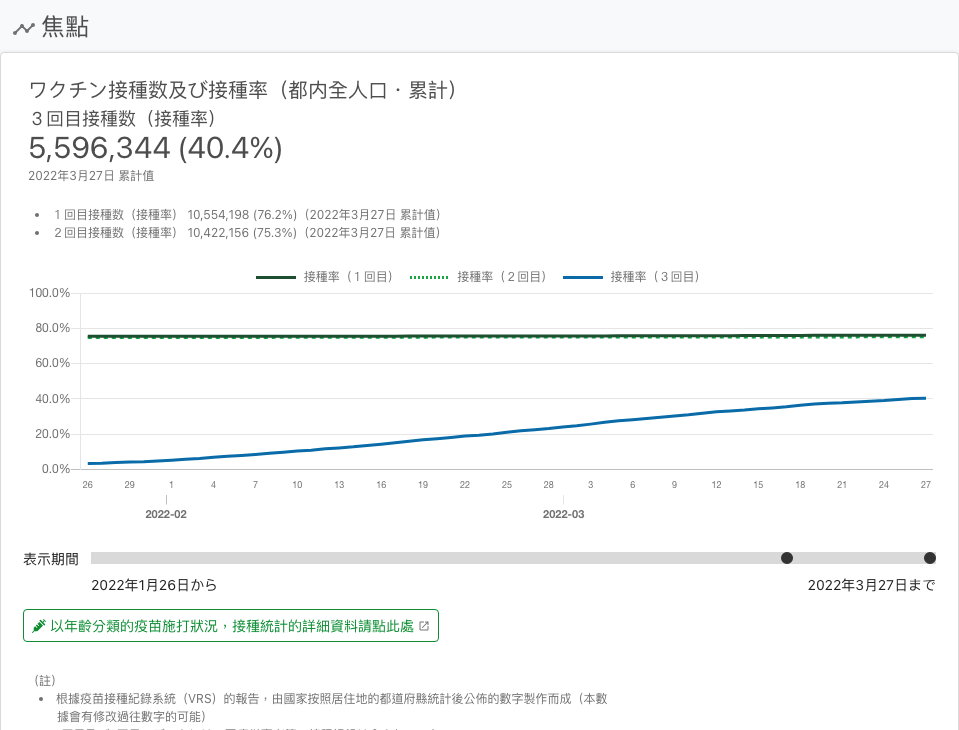 焦點
ワクチン接種数及び接種率（都内全人口・累計）
３回目接種数（接種率）
5,596,344 (40.4%)
2022年3月27日 累計值
• １回目接種数（接種率） 10,554,198 (76.2%)（2022年3月27日 累計值）
• ２回目接種数（接種率） 10,422,156 (75.3%)（2022年3月27日 累計值）
接種率（１回目） 接種率（２回目） 接種率（３回目）
100.0%
80.0%
60.0%
40.0%
20.0%
0.0%
26 29 1 4 7 10 13 16 19 22 25 28 3 6 9 12 15 18 21 24 27
2022-02 2022-03
表示期間
2022年1月26日から 2022年3月27日まで
以年齡分類的疫苗施打狀況，接種統計的詳細資料請點此處
（註）
• 根據疫苗接種紀錄系統（VRS）的報告，由國家按照居住地的都道府縣統計後公佈的數字製作而成（本數
據會有修改過往數字的可能）